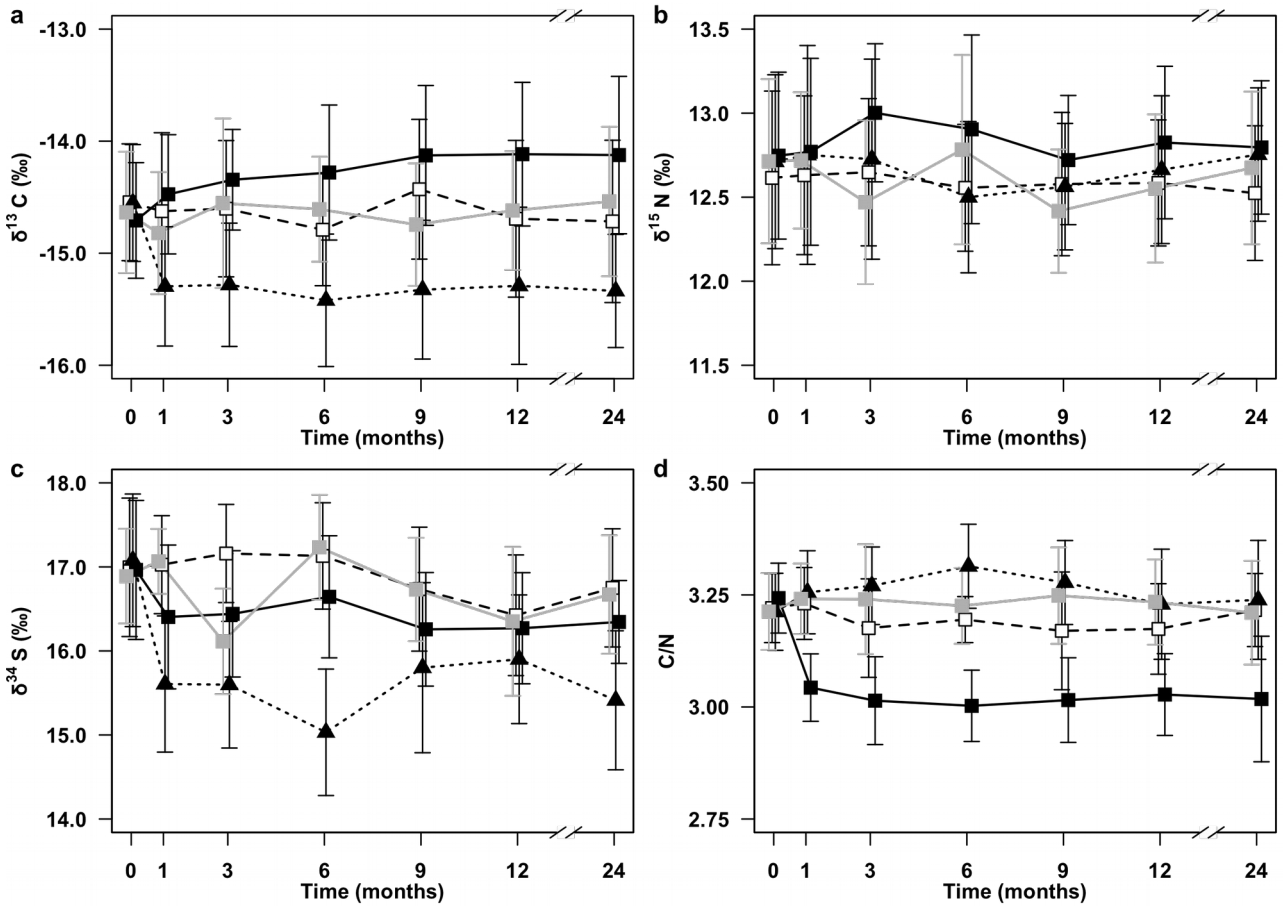 a
-13.0
-14.0
-15.0
-16.0
δ13 C (‰)
0 1 3 6 9 12 24
Time (months)
b
13.5
13.0
12.5
12.0
11.5
δ15 N (‰)
0 1 3 6 9 12 24
Time (months)
c
18.0
17.0
16.0
15.0
14.0
δ34 S (‰)
0 1 3 6 9 12 24
Time (months)
d
3.50
3.25
3.00
2.75
C/N
0 1 3 6 9 12 24
Time (months)